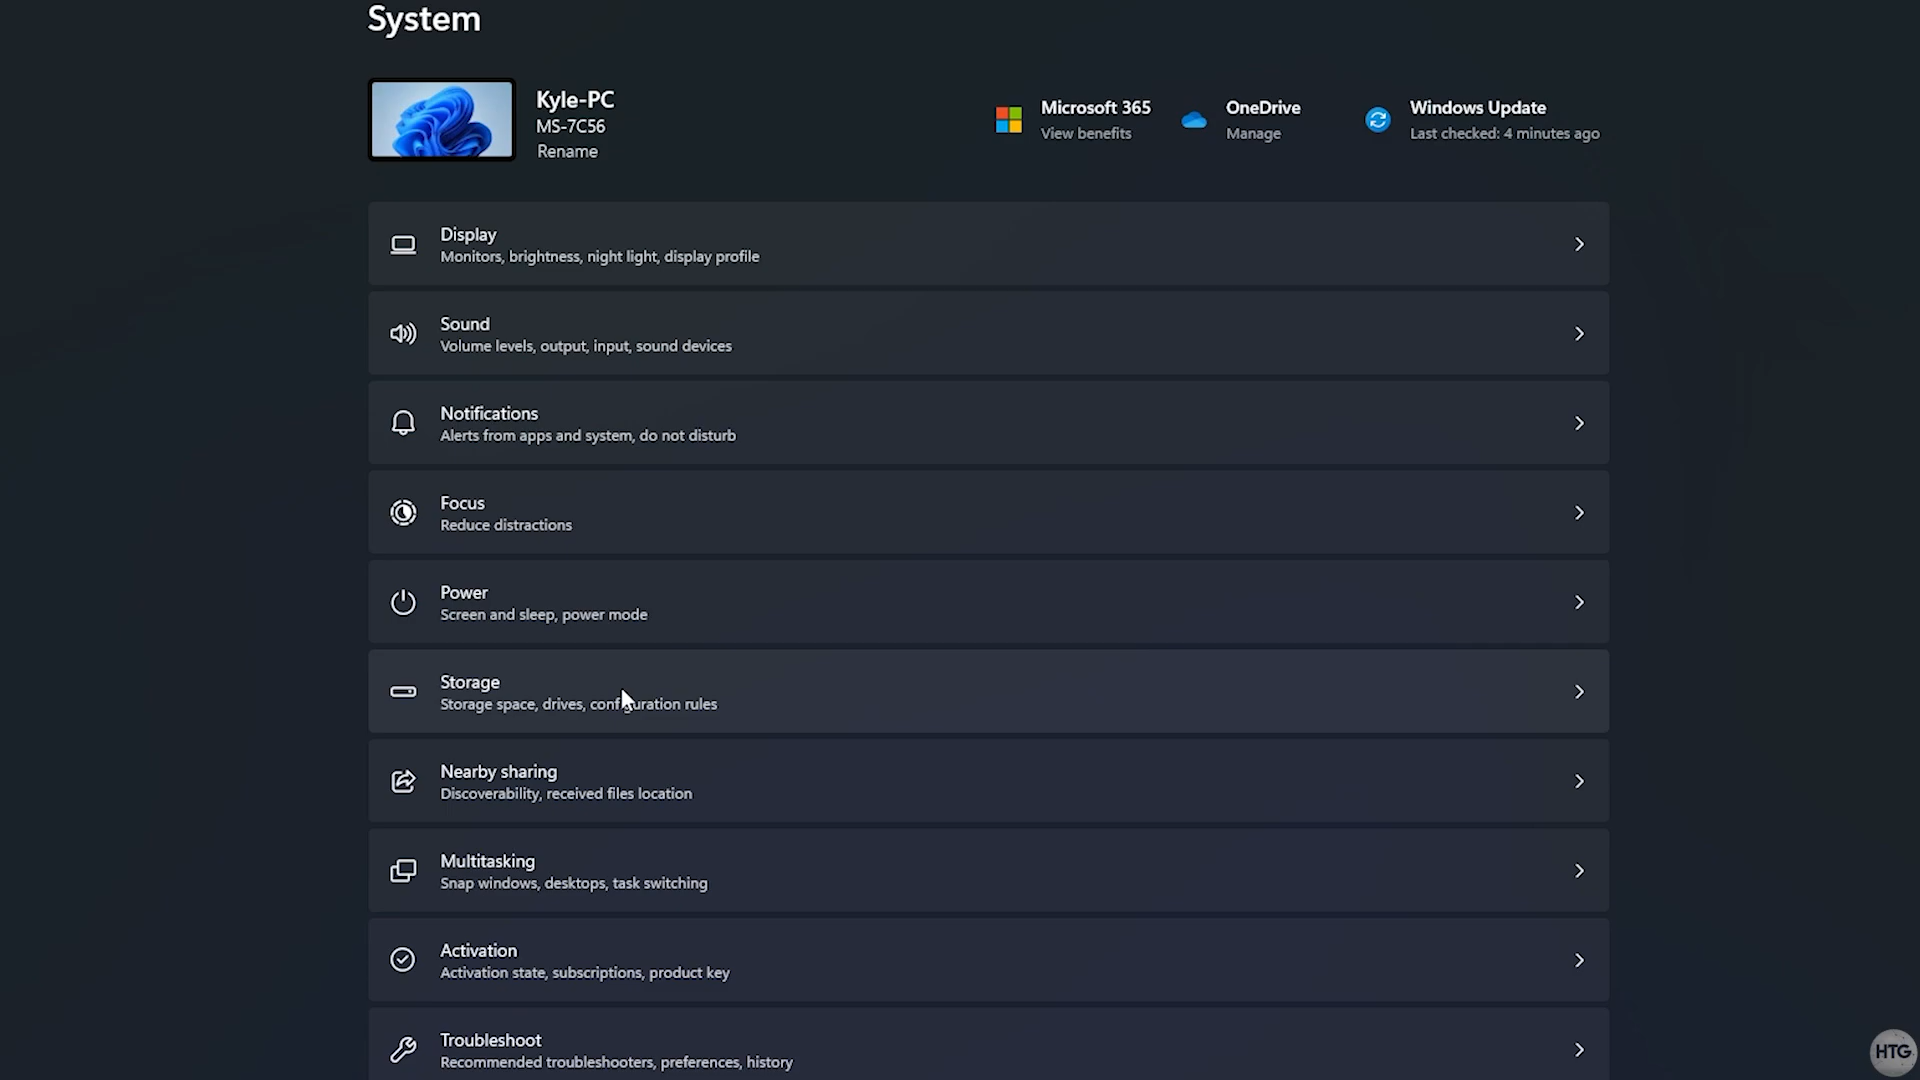 System
Kyle-PC
MS-7C56
Rename
Microsoft 365
View benefits
OneDrive
Manage
Windows Update
Last checked: 4 minutes ago
Display
Monitors, brightness, night light, display profile
Sound
Volume levels, output, input, sound devices
Notifications
Alerts from apps and system, do not disturb
Focus
Reduce distractions
Power
Screen and sleep, power mode
Storage
Storage space, drives, configuration rules
Nearby sharing
Discoverability, received files location
Multitasking
Snap windows, desktops, task switching
Activation
Activation state, subscriptions, product key
Troubleshoot
Recommended troubleshooters, preferences, history
HTG